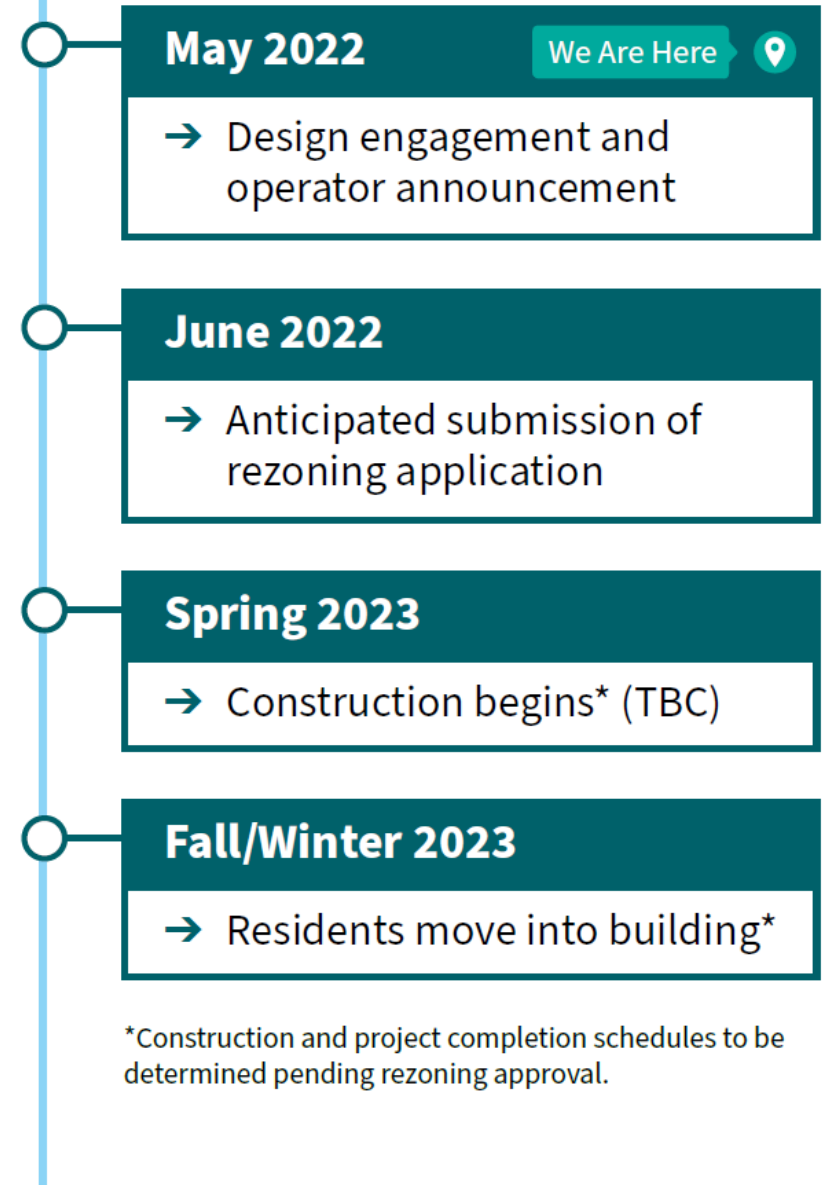 May 2022
We Are Here
→ Design engagement and
operator announcement
June 2022
→ Anticipated submission of
rezoning application
Spring 2023
→ Construction begins* (TBC)
Fall/Winter 2023
→ Residents move into building*
*Construction and project completion schedules to be
determined pending rezoning approval.